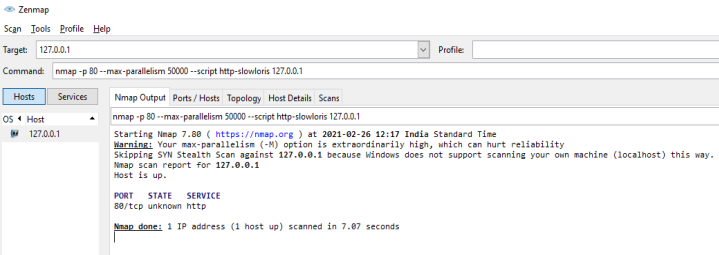 Zenmap
Scan Tools Profile Help
Target: 127.0.0.1 Profile:
Command: nmap -p 80 --max-parallelism 50000 --script http-slowloris 127.0.0.1
Hosts Services Nmap Output Ports / Hosts Topology Host Details Scans
OS Host
127.0.0.1
nmap -p 80 --max-parallelism 50000 --script http-slowloris 127.0.0.1
Starting Nmap 7.80 ( https://nmap.org ) at 2021-02-26 12:17 India Standard Time
Warning: Your max-parallelism (-M) option is extraordinarily high, which can hurt reliability
Skipping SYN Stealth Scan against 127.0.0.1 because Windows does not support scanning your own machine (localhost) this way.
Nmap scan report for 127.0.0.1
Host is up.
PORT STATE SERVICE
80/tcp unknown http
Nmap done: 1 IP address (1 host up) scanned in 7.07 seconds